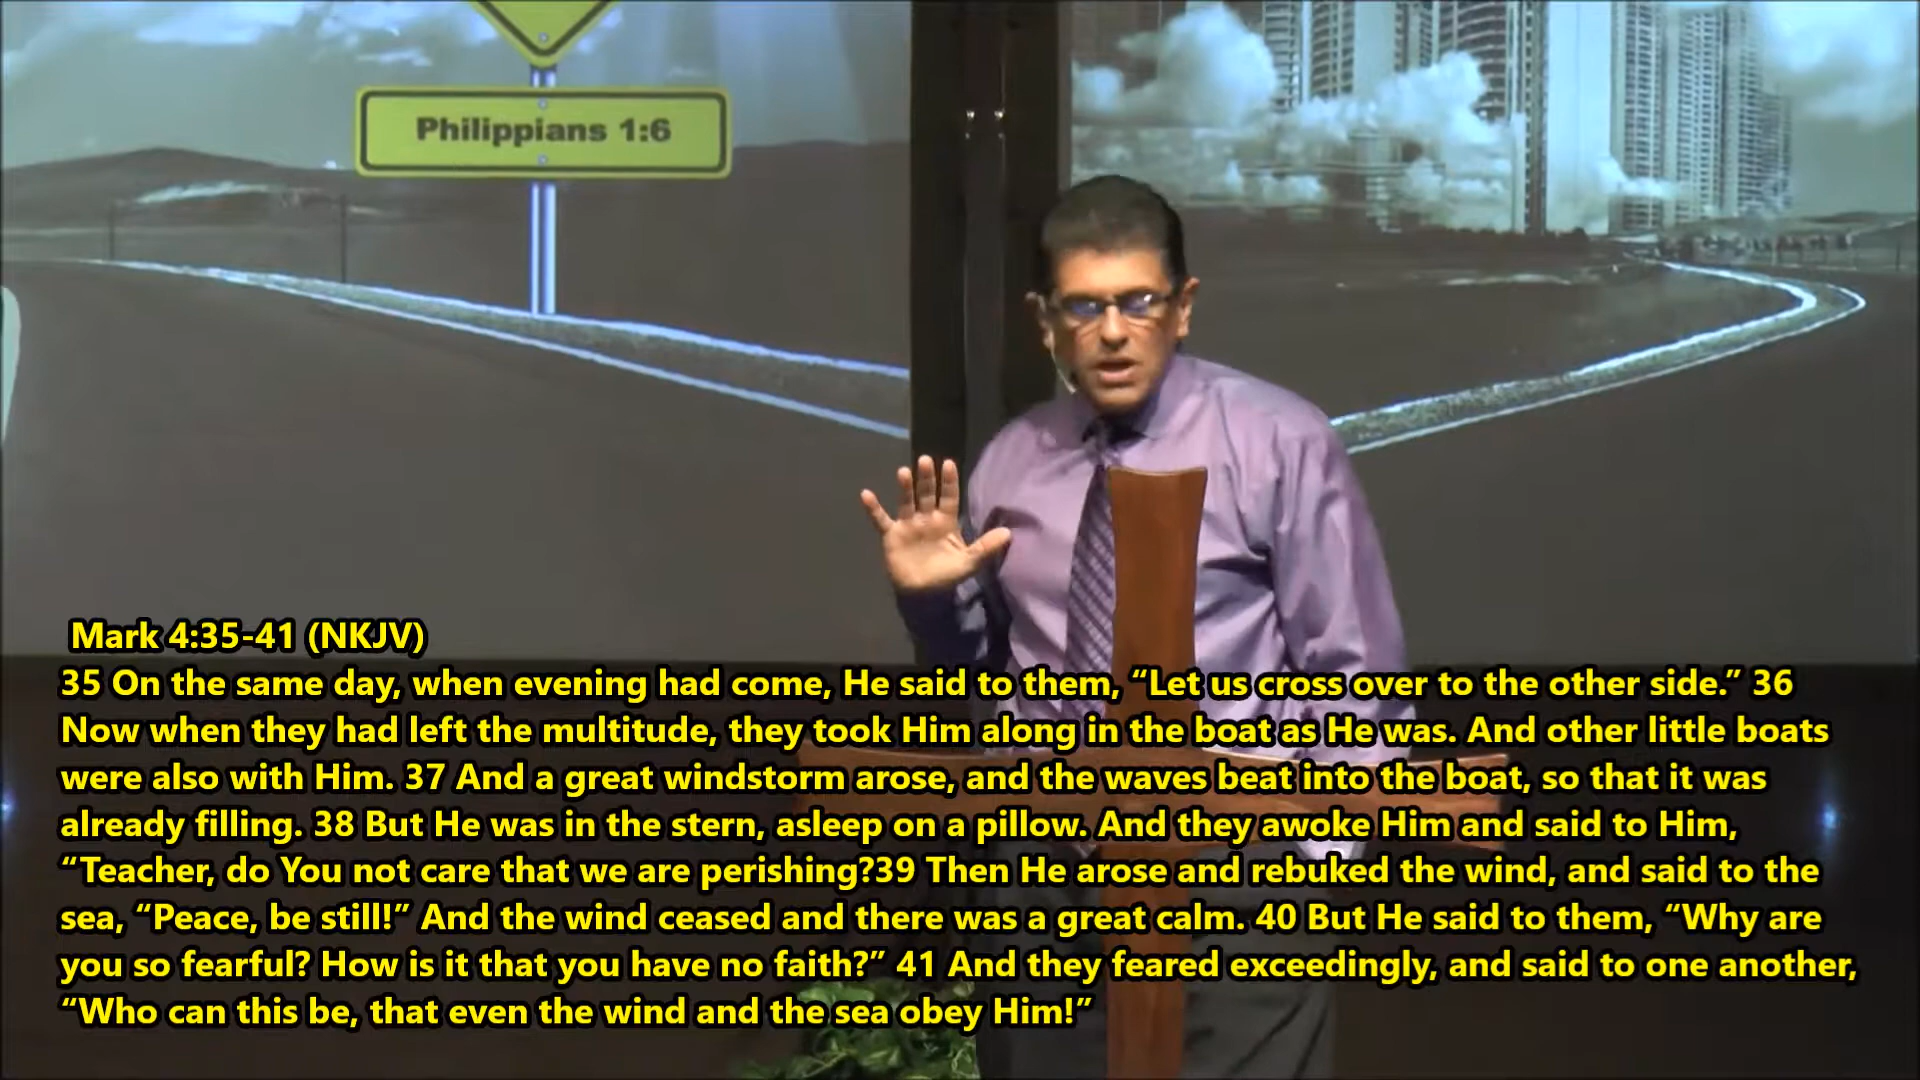 Philippians 1:6
Mark 4:35-41 (NKJV)
35 On the same day, when evening had come, He said to them, “Let us cross over to the other side.” 36
Now when they had left the multitude, they took Him along in the boat as He was. And other little boats
were also with Him. 37 And a great windstorm arose, and the waves beat into the boat, so that it was
already filling. 38 But He was in the stern, asleep on a pillow. And they awoke Him and said to Him,
“Teacher, do You not care that we are perishing?39 Then He arose and rebuked the wind, and said to the
sea, “Peace, be still!” And the wind ceased and there was a great calm. 40 But He said to them, “Why are
you so fearful? How is it that you have no faith?” 41 And they feared exceedingly, and said to one another,
“Who can this be, that even the wind and the sea obey Him!”